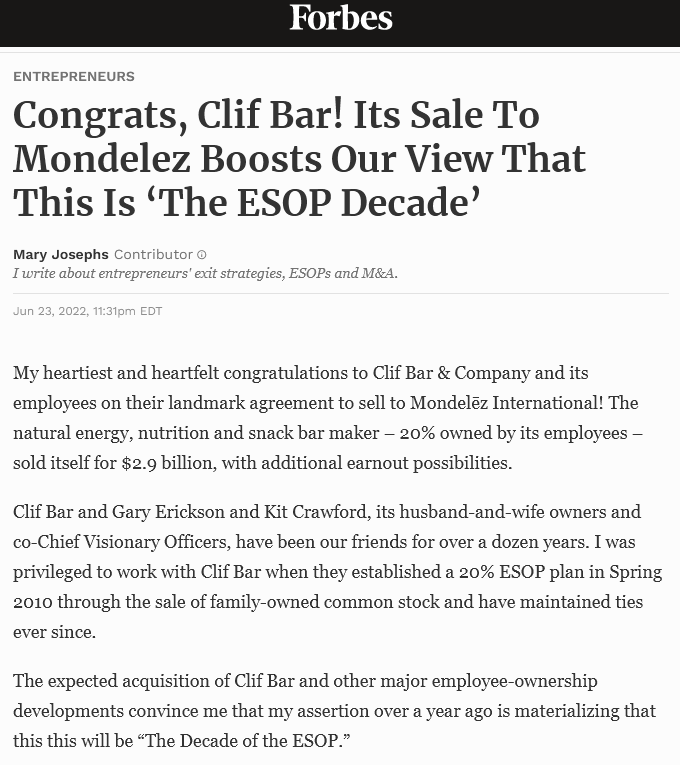 Forbes
ENTREPRENEURS
Congrats, Clif Bar! Its Sale To
Mondelez Boosts Our View That
This Is ‘The ESOP Decade’
Mary Josephs Contributor
I write about entrepreneurs' exit strategies, ESOPs and M&A.
Jun 23, 2022, 11:31pm EDT
My heartiest and heartfelt congratulations to Clif Bar & Company and its
employees on their landmark agreement to sell to Mondelēz International! The
natural energy, nutrition and snack bar maker – 20% owned by its employees –
sold itself for $2.9 billion, with additional earnout possibilities.
Clif Bar and Gary Erickson and Kit Crawford, its husband-and-wife owners and
co-Chief Visionary Officers, have been our friends for over a dozen years. I was
privileged to work with Clif Bar when they established a 20% ESOP plan in Spring
2010 through the sale of family-owned common stock and have maintained ties
ever since.
The expected acquisition of Clif Bar and other major employee-ownership
developments convince me that my assertion over a year ago is materializing that
this this will be “The Decade of the ESOP.”